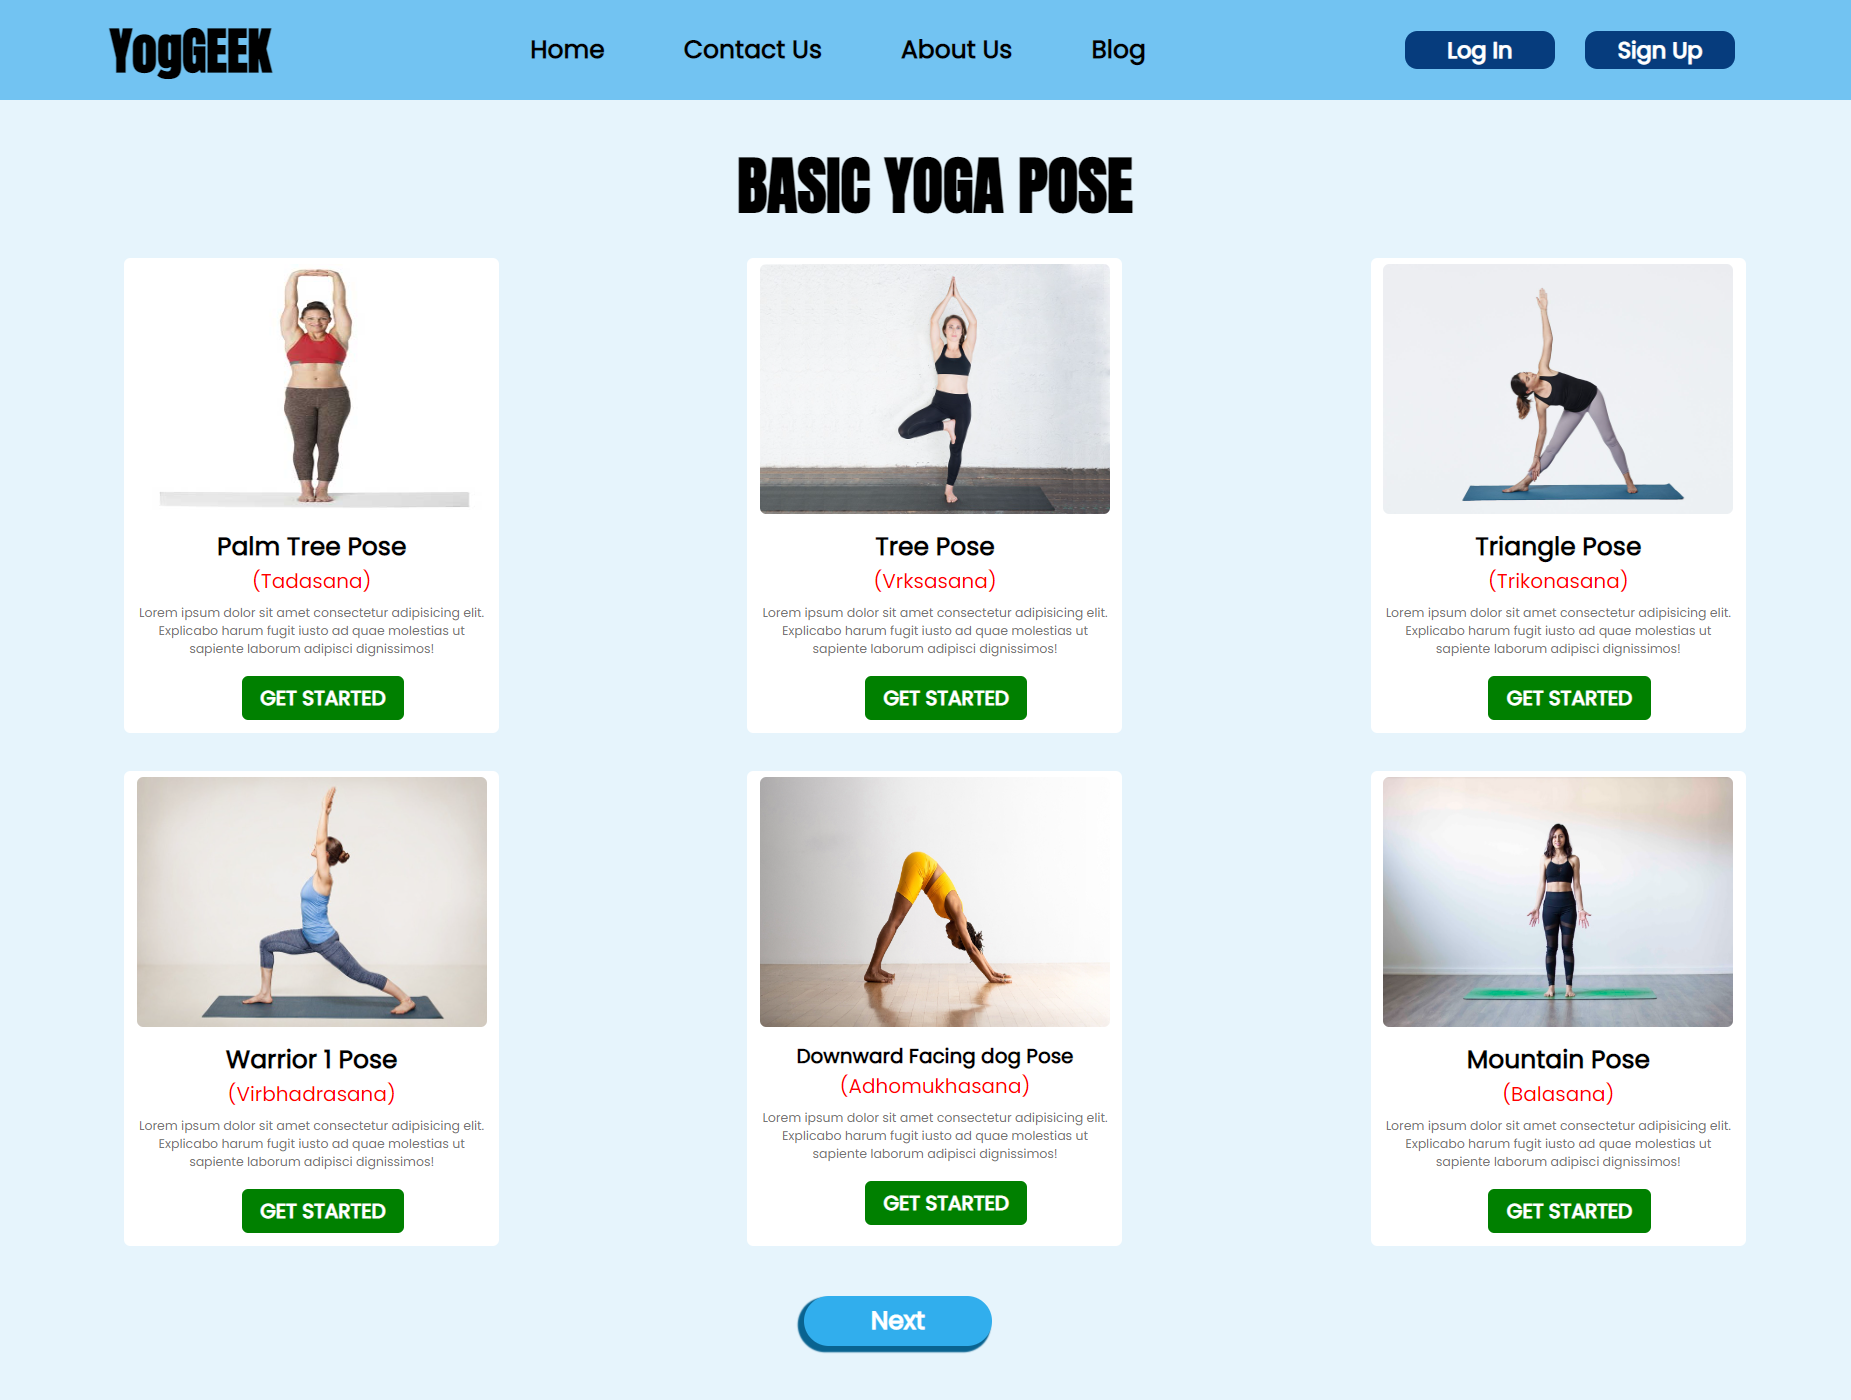 YogGEEK
Home
Contact Us
About Us
Blog
Log In
Sign Up
BASIC YOGA POSE
Palm Tree Pose
(Tadasana)
Lorem ipsum dolor sit amet consectetur adipisicing elit.
Explicabo harum fugit iusto ad quae molestias ut
sapiente laborum adipisci dignissimos!
GET STARTED
Tree Pose
(Vrksasana)
Lorem ipsum dolor sit amet consectetur adipisicing elit.
Explicabo harum fugit iusto ad quae molestias ut
sapiente laborum adipisci dignissimos!
GET STARTED
Triangle Pose
(Trikonasana)
Lorem ipsum dolor sit amet consectetur adipisicing elit.
Explicabo harum fugit iusto ad quae molestias ut
sapiente laborum adipisci dignissimos!
GET STARTED
Warrior 1 Pose
(Virbhadrasana)
Lorem ipsum dolor sit amet consectetur adipisicing elit.
Explicabo harum fugit iusto ad quae molestias ut
sapiente laborum adipisci dignissimos!
GET STARTED
Downward Facing dog Pose
(Adhomukhasana)
Lorem ipsum dolor sit amet consectetur adipisicing elit.
Explicabo harum fugit iusto ad quae molestias ut
sapiente laborum adipisci dignissimos!
GET STARTED
Mountain Pose
(Balasana)
Lorem ipsum dolor sit amet consectetur adipisicing elit.
Explicabo harum fugit iusto ad quae molestias ut
sapiente laborum adipisci dignissimos!
GET STARTED
Next